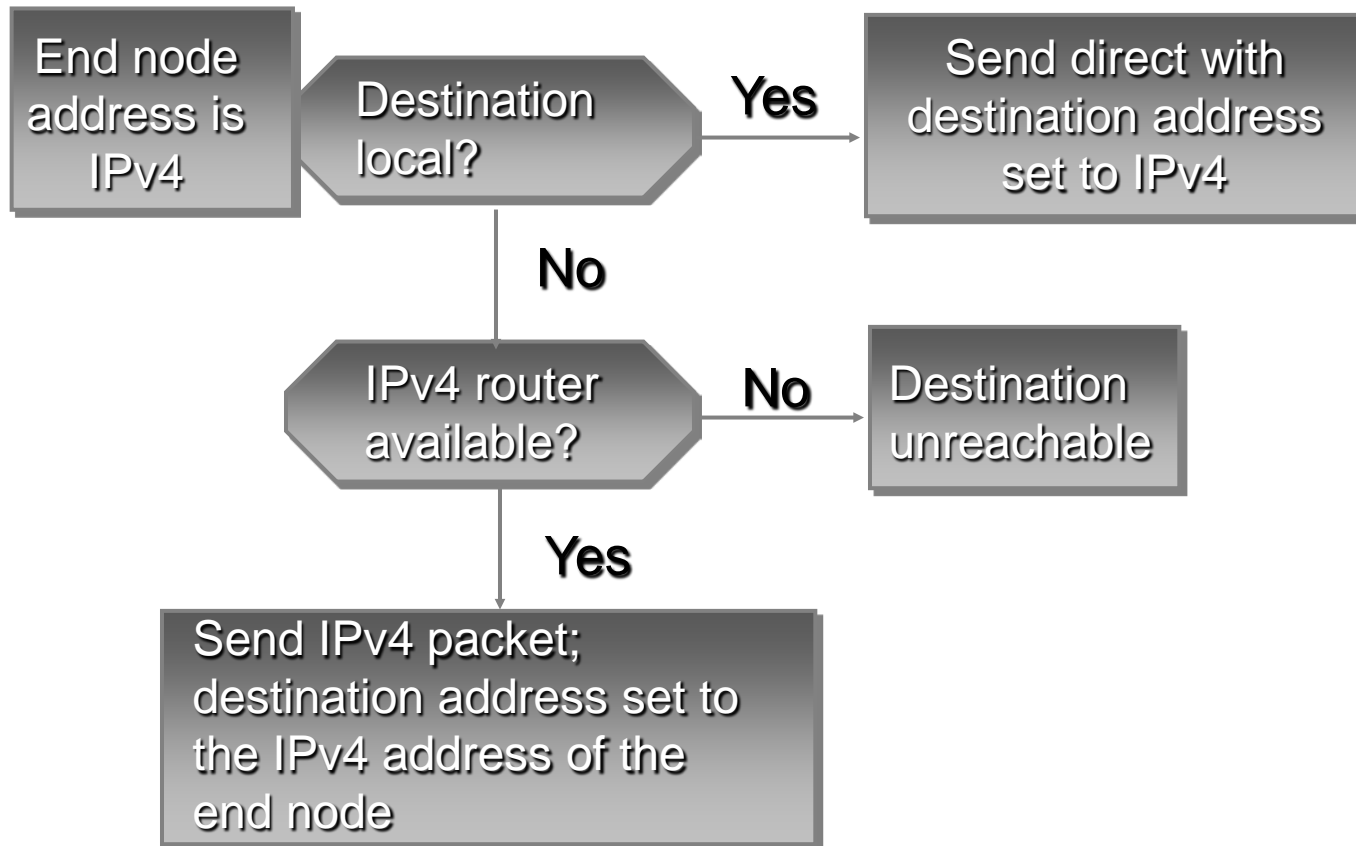 End node
address is
IPv4
Destination
local?
Yes
Send direct with
destination address
set to IPv4
No
IPv4 router
available?
No
Destination
unreachable
Yes
Send IPv4 packet;
destination address set to
the IPv4 address of the
end node